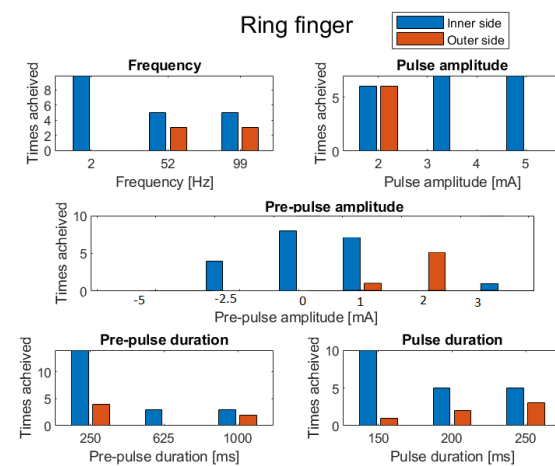 Ring finger
Inner side
Outer side
Frequency
Times acheived
0 2 4 6 8
2 52 99
Frequency [Hz]
Pulse amplitude
Times acheived
0 5
2 3 4 5
Pulse amplitude [mA]
Pre-pulse amplitude
Times acheived
0 5 10
-5 -2.5 0 1 2 3
Pre-pulse amplitude [mA]
Pre-pulse duration
Times acheived
0 5 10
250 625 1000
Pre-pulse duration [ms]
Pulse duration
Times acheived
0 5 10
150 200 250
Pulse duration [ms]